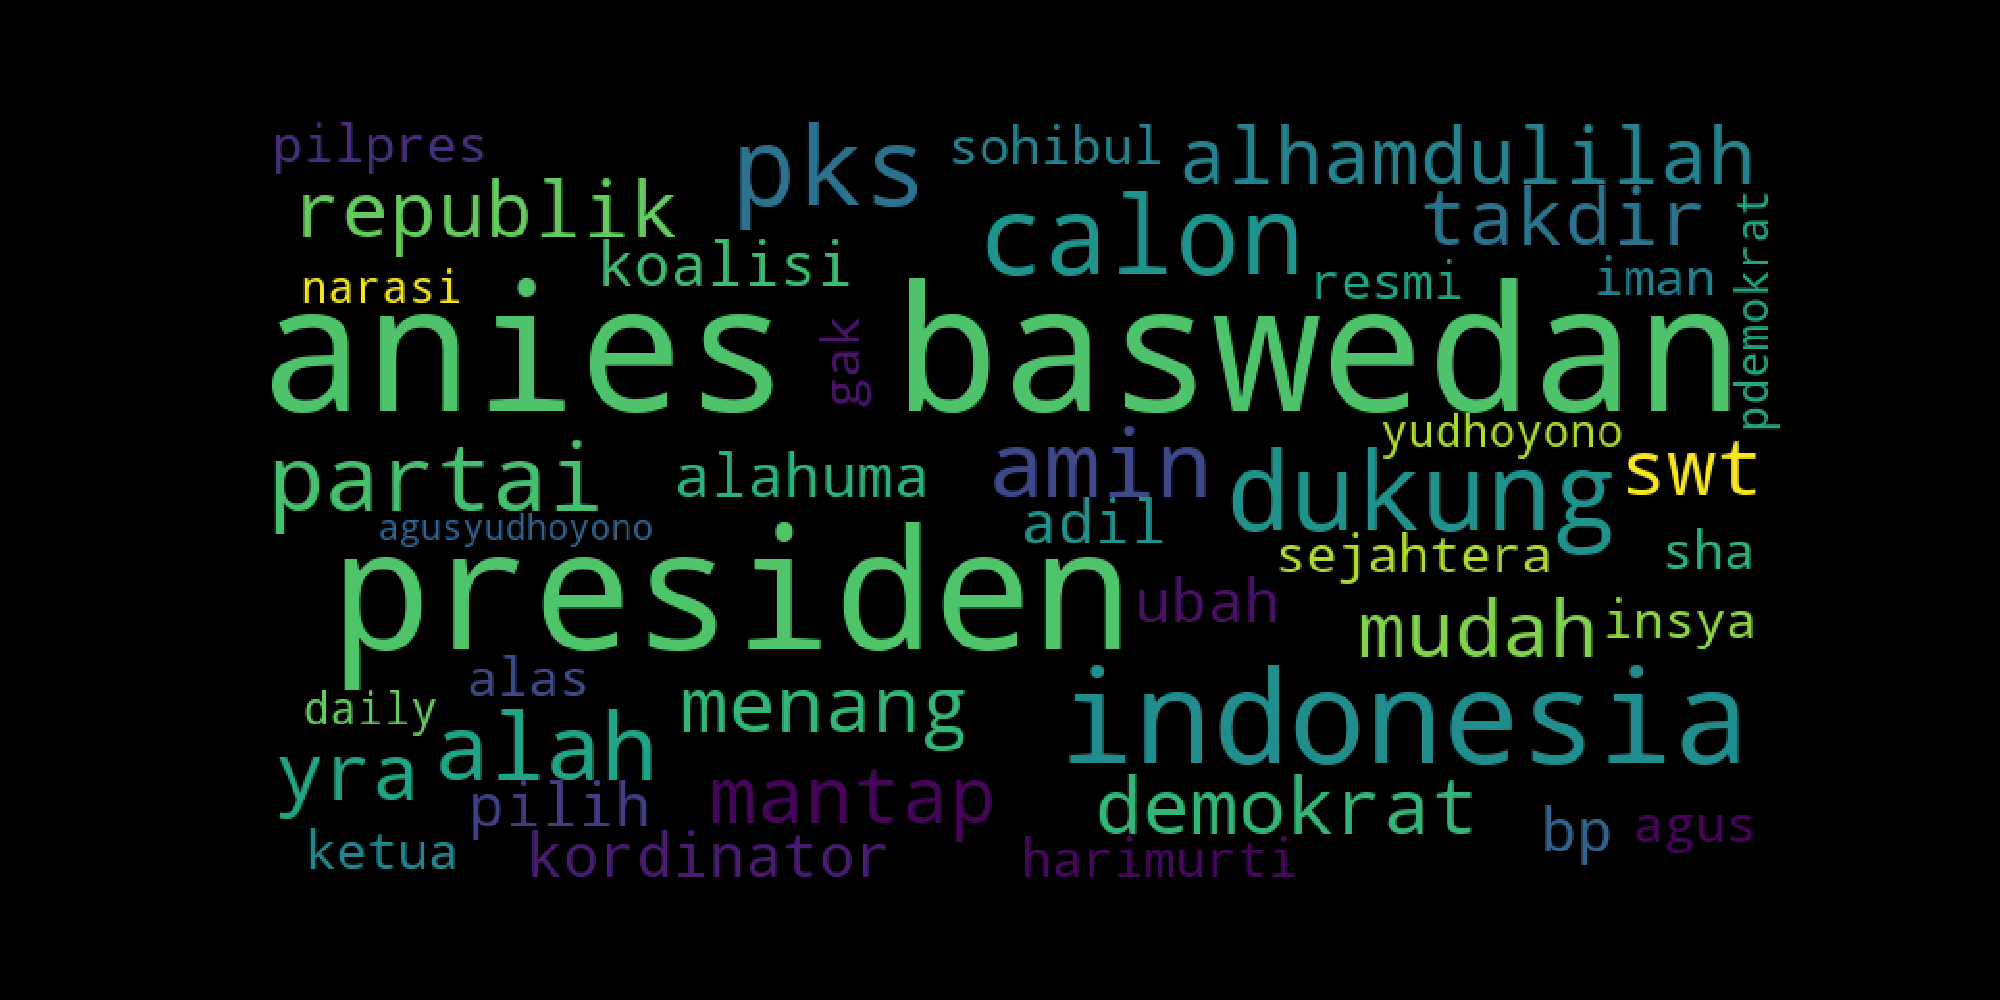 pilpres
pks
sohibul
alhamdulilah
republik
calon
takdir
pdemokrat
koalisi
narasi
resmi
iman
anies baswedan
gak
yudhoyono
partai
alahuma
amin
dukung
swt
agusyudhoyono
adil
sejahtera
sha
presiden
ubah
mudah
insya
alas
daily
menang
indonesia
yra
alah
pilih
mantap
demokrat
bp
agus
ketua
kordinator
harimurti